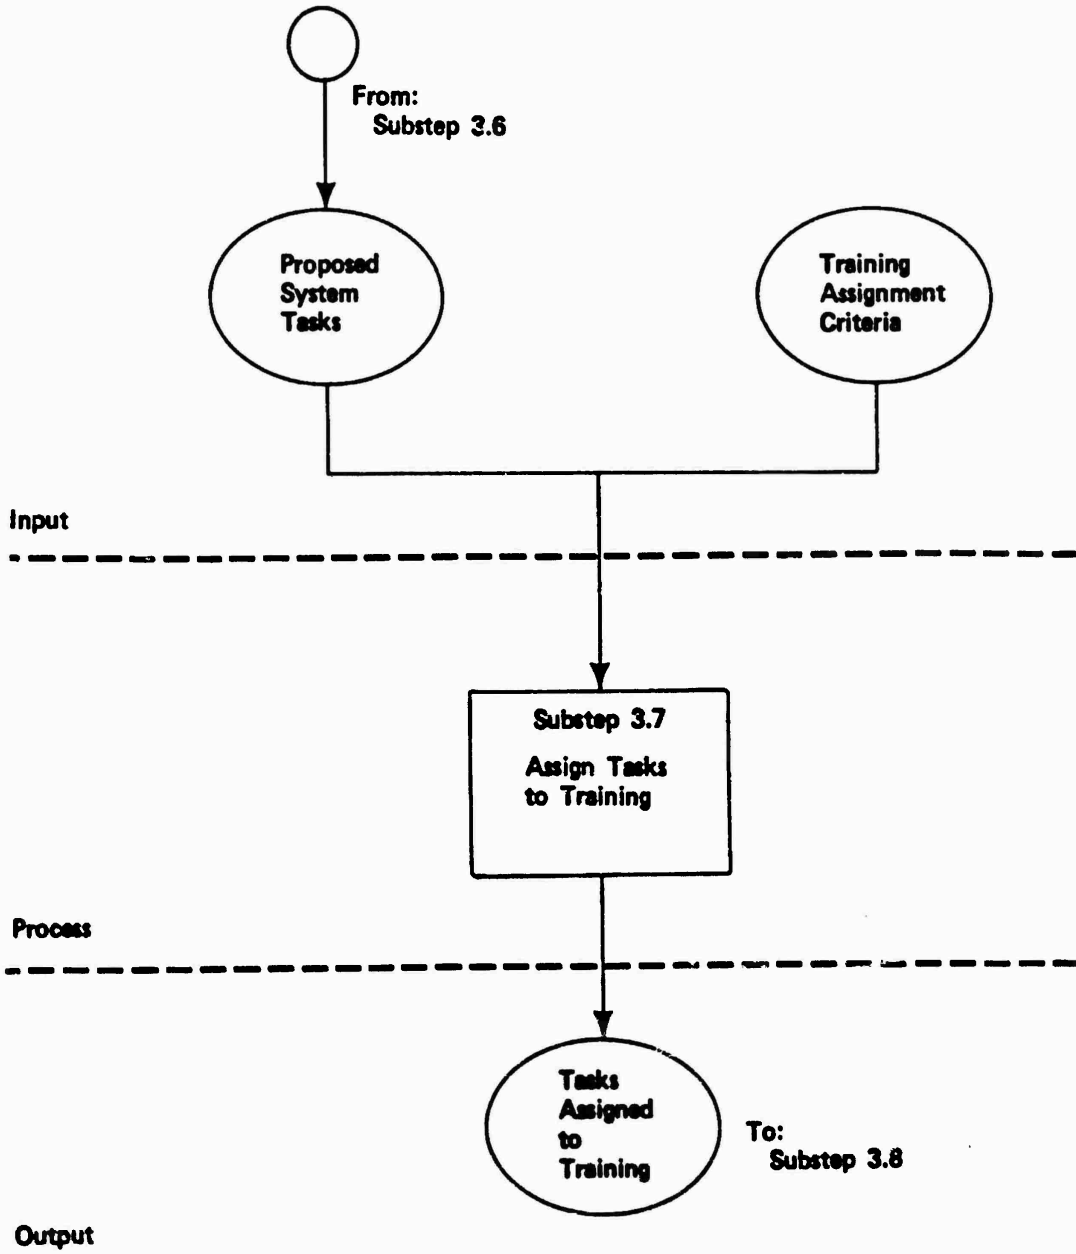 From:
Substep 3.6
Proposed
System
Tasks
Training
Assignment
Criteria
Input
Substep 3.7
Assign Tasks
to Training
Process
Tasks
Assigned
to
Training
To:
Substep 3.8
Output